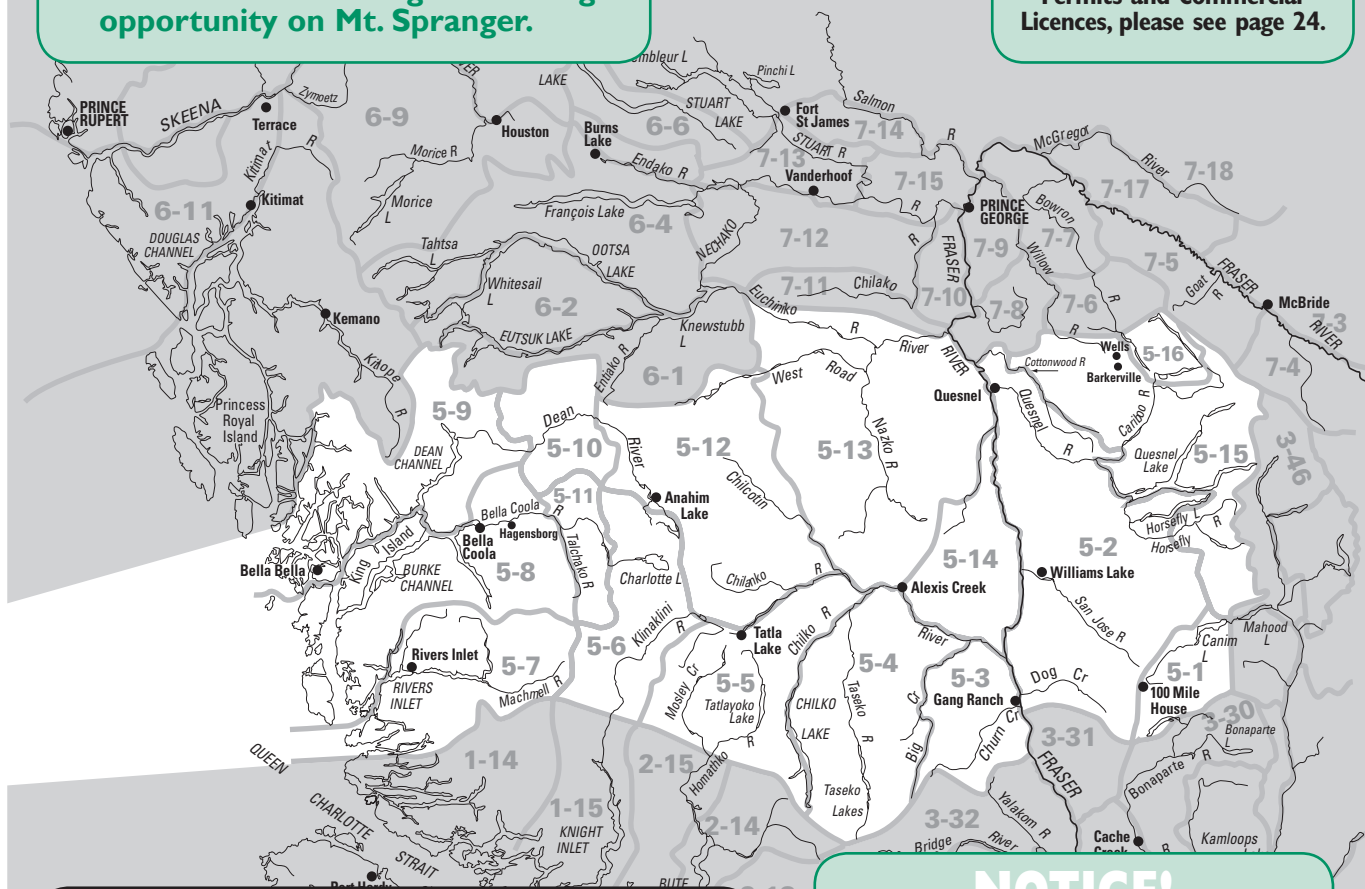 opportunity on Mt. Spranger.
Licences, please see page 24.
PRINCE
RUPERT
SKEENA
Zymoetz
R
Terrace
Kitimat
Kitimat
6-11
DOUGLAS
CHANNEL
6-9
Morice R
Morice
L
Houston
LAKE
Burns
Lake
6-6
Endako R
STUART
LAKE
Pinchi L
Fort
St James
STUART R
7-13
Vanderhoof
Salmon
R
7-14
7-15
McGregor
River
7-17
7-18
PRINCE
GEORGE
Bowron
R
7-7
7-9
Willow
7-5
Goat
R
FRASER
RIVER
McBride
7-3
7-4
7-6
7-8
7-10
FRASER
RIVER
François Lake
6-4
NECHAKO
R
7-12
7-11
Chilako
R
Tahtsa
L
OOTSA
LAKE
Whitesail
L
6-2
EUTSUK LAKE
Knewstubb
L
Entiako R
6-1
Euchiniko
R
River
Kemano
Kitlope
R
Princess
Royal
Island
5-9
DEAN
CHANNEL
Dean
River
5-10
5-11
5-12
West
Road
5-13
Nazko R
Quesnel
Cottonwood R
R
Wells
Barkerville
5-16
Cariboo R
Quesnel
R
Quesnel
Lake
5-15
3-46
Horsefly L
Horsefly
R
Anahim
Lake
Chilcotin
Bella Coola
R
Hagensborg
Bella
Coola
5-8
Talchako R
Charlotte L
Chilanko
R
Bella Bella
King Island
BURKE
CHANNEL
5-14
Alexis Creek
River
5-2
Williams Lake
San Jose R
Canim
L
Mahood
L
5-1
100 Mile
House
Rivers Inlet
RIVERS
INLET
5-7
Machmell R
5-6
Klinaklini
R
Tatla
Lake
Mosley Cr
5-5
Tatlayoko
Lake
Homathko
R
Chilko R
CHILKO
LAKE
5-4
Taseko
R
Taseko
Lakes
Big
Cr
5-3
Gang Ranch
Churn
Cr
Dog
Cr
QUEEN
CHARLOTTE
STRAIT
1-14
1-15
KNIGHT
INLET
2-15
2-14
3-32
Bridge
River
Yalakom R
3-31
FRASER
3-30
Bonaparte
L
Bonaparte
R
Cache
Creek
R
Kamloops
Port Hardy
BUTE
NOTICE!